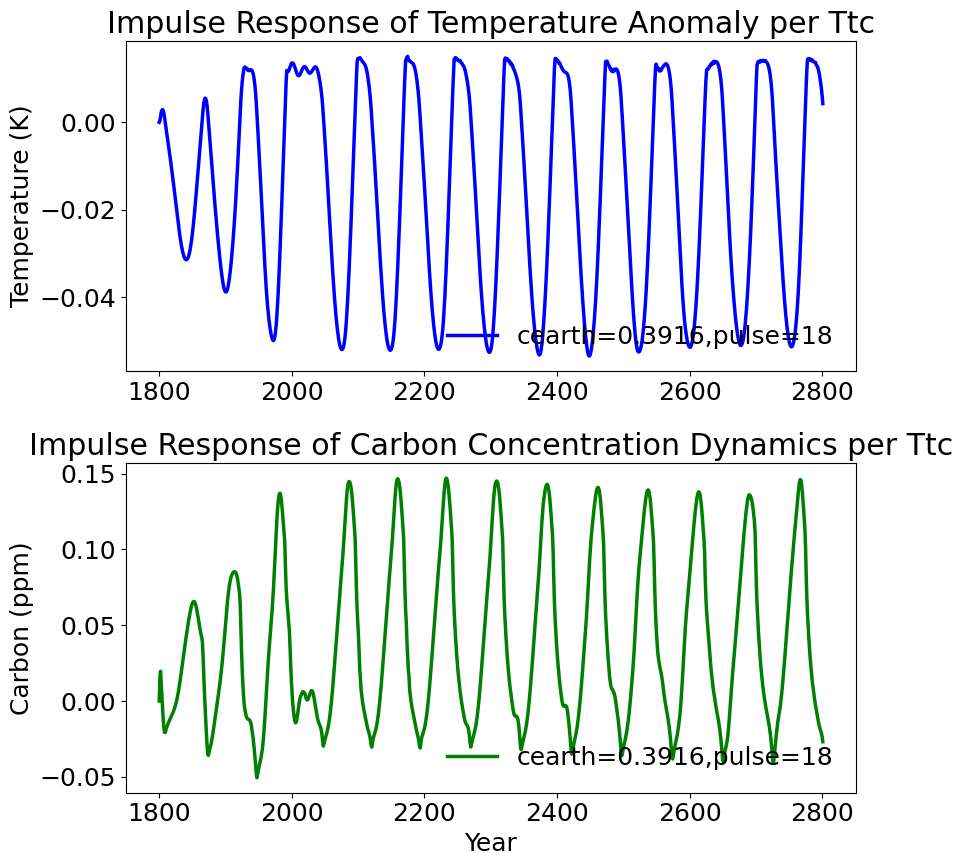 Impulse Response of Temperature Anomaly per Ttc
Temperature (K)
0.00
−0.02
−0.04
cearth=0.3916,pulse=18
1800 2000 2200 2400 2600 2800
Impulse Response of Carbon Concentration Dynamics per Ttc
Carbon (ppm)
0.15
0.10
0.05
0.00
−0.05
cearth=0.3916,pulse=18
1800 2000 2200 2400 2600 2800
Year